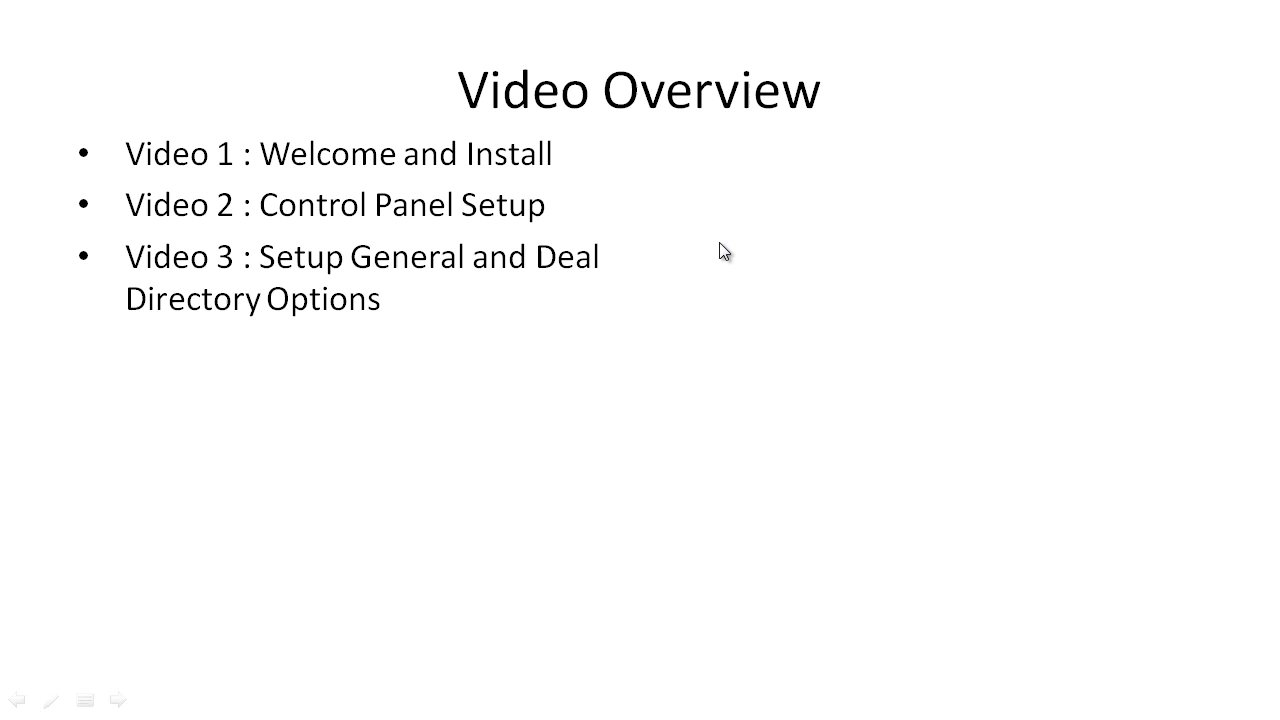 Video Overview
• Video 1 : Welcome and Install
• Video 2 : Control Panel Setup
• Video 3 : Setup General and Deal
Directory Options